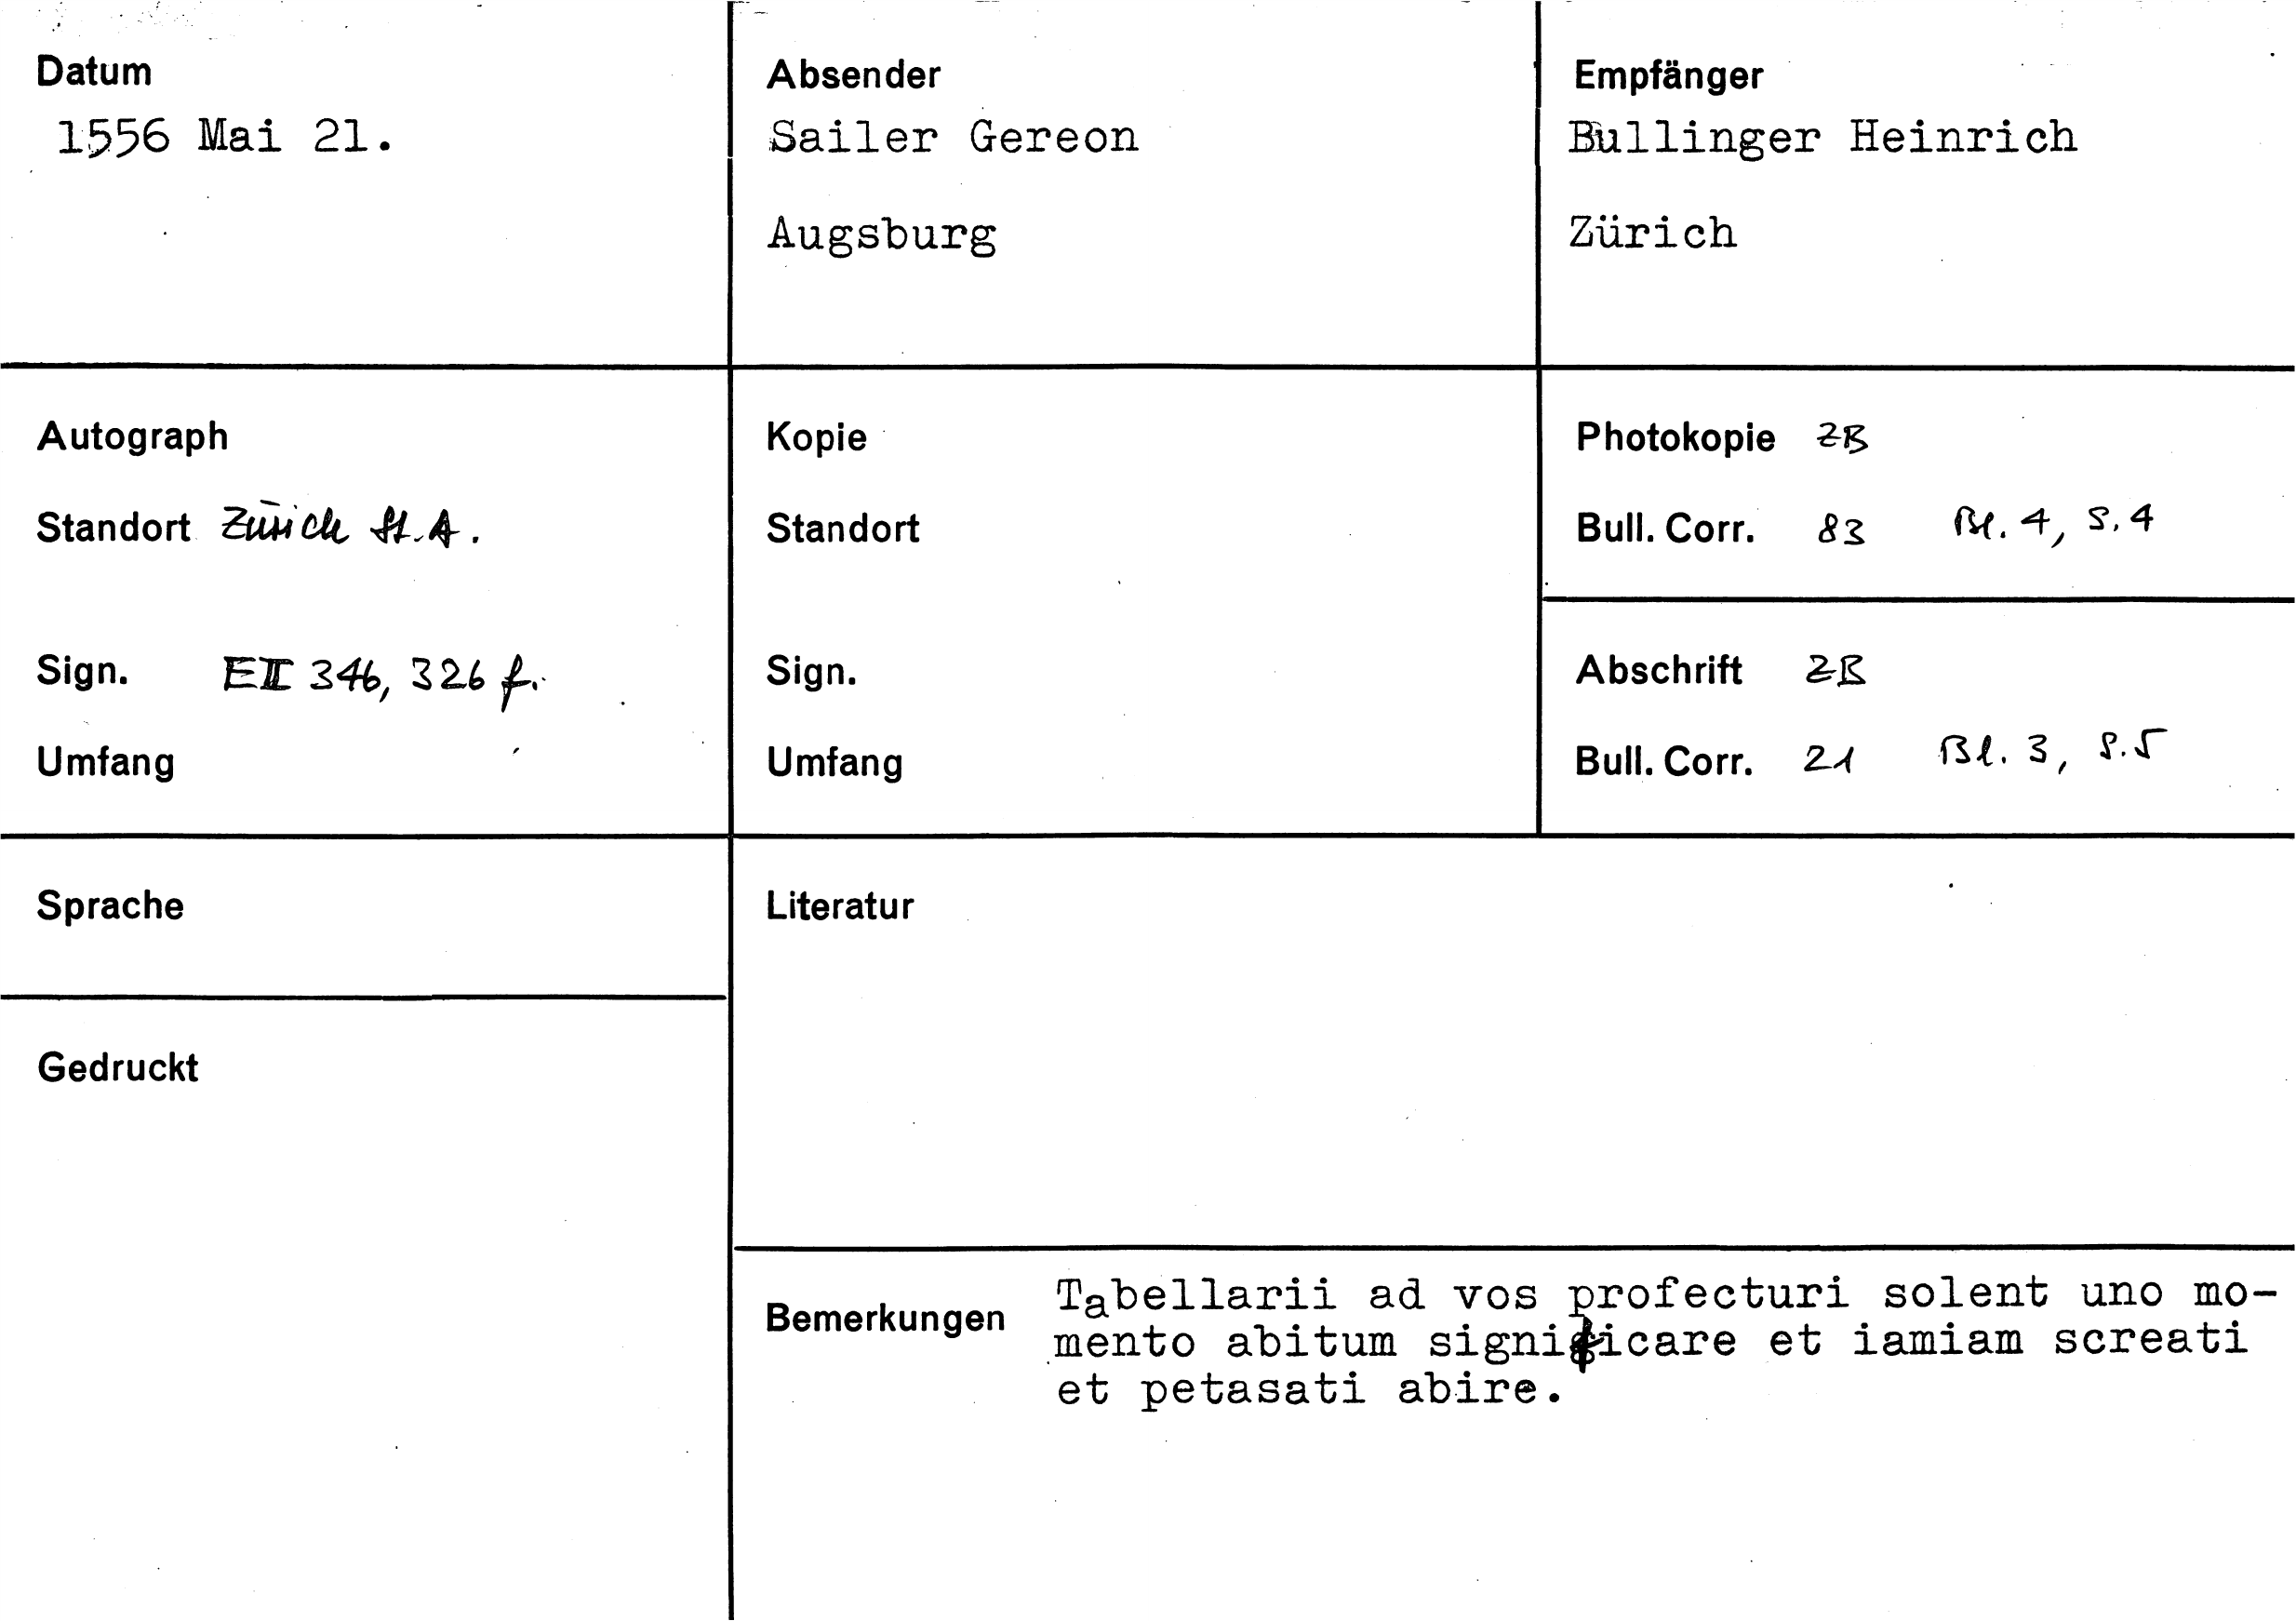 Datum
1556 Mai 21.
Absender
Sailer Gereon
Augsburg
Empfänger
Bullinger Heinrich
Zürich
Autograph
Standort Zürich St.A.
Sign. EII 346, 326 f.
Umfang
Kopie
Standort
Sign.
Umfang
Photokopie ZB
Bull. Corr. 83 Bl. 4, S. 4
Abschrift ZB
Bull. Corr. 21 Bl. 3, S. 5
Sprache
Gedruckt
Literatur
Bemerkungen
Tabellarii ad vos profecturi solent uno mo-
mento abitum significare et iamiam screati
et petasati abire.